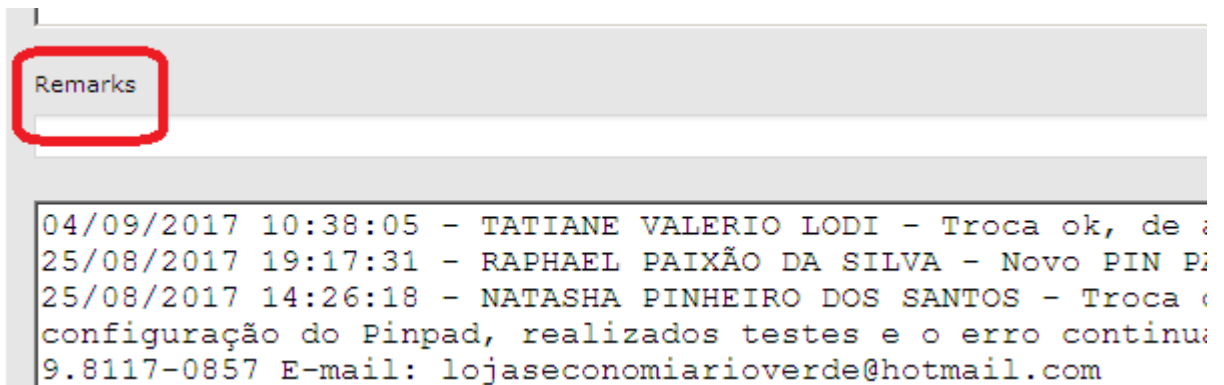 Remarks
04/09/2017 10:38:05 - TATIANE VALERIO LODI - Troca ok, de
25/08/2017 19:17:31 - RAPHAEL PAIXÃO DA SILVA - Novo PIN
25/08/2017 14:26:18 - NATASHA PINHEIRO DOS SANTOS - Troca
configuração do Pinpad, realizados testes e o erro continua
9.8117-0857 E-mail: lojaseconomiarioverde@hotmail.com